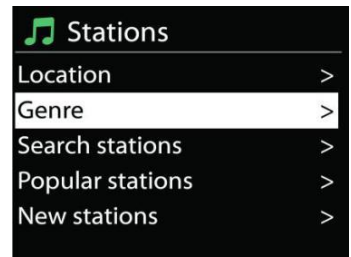 Stations
Location >
Genre >
Search stations >
Popular stations >
New stations >